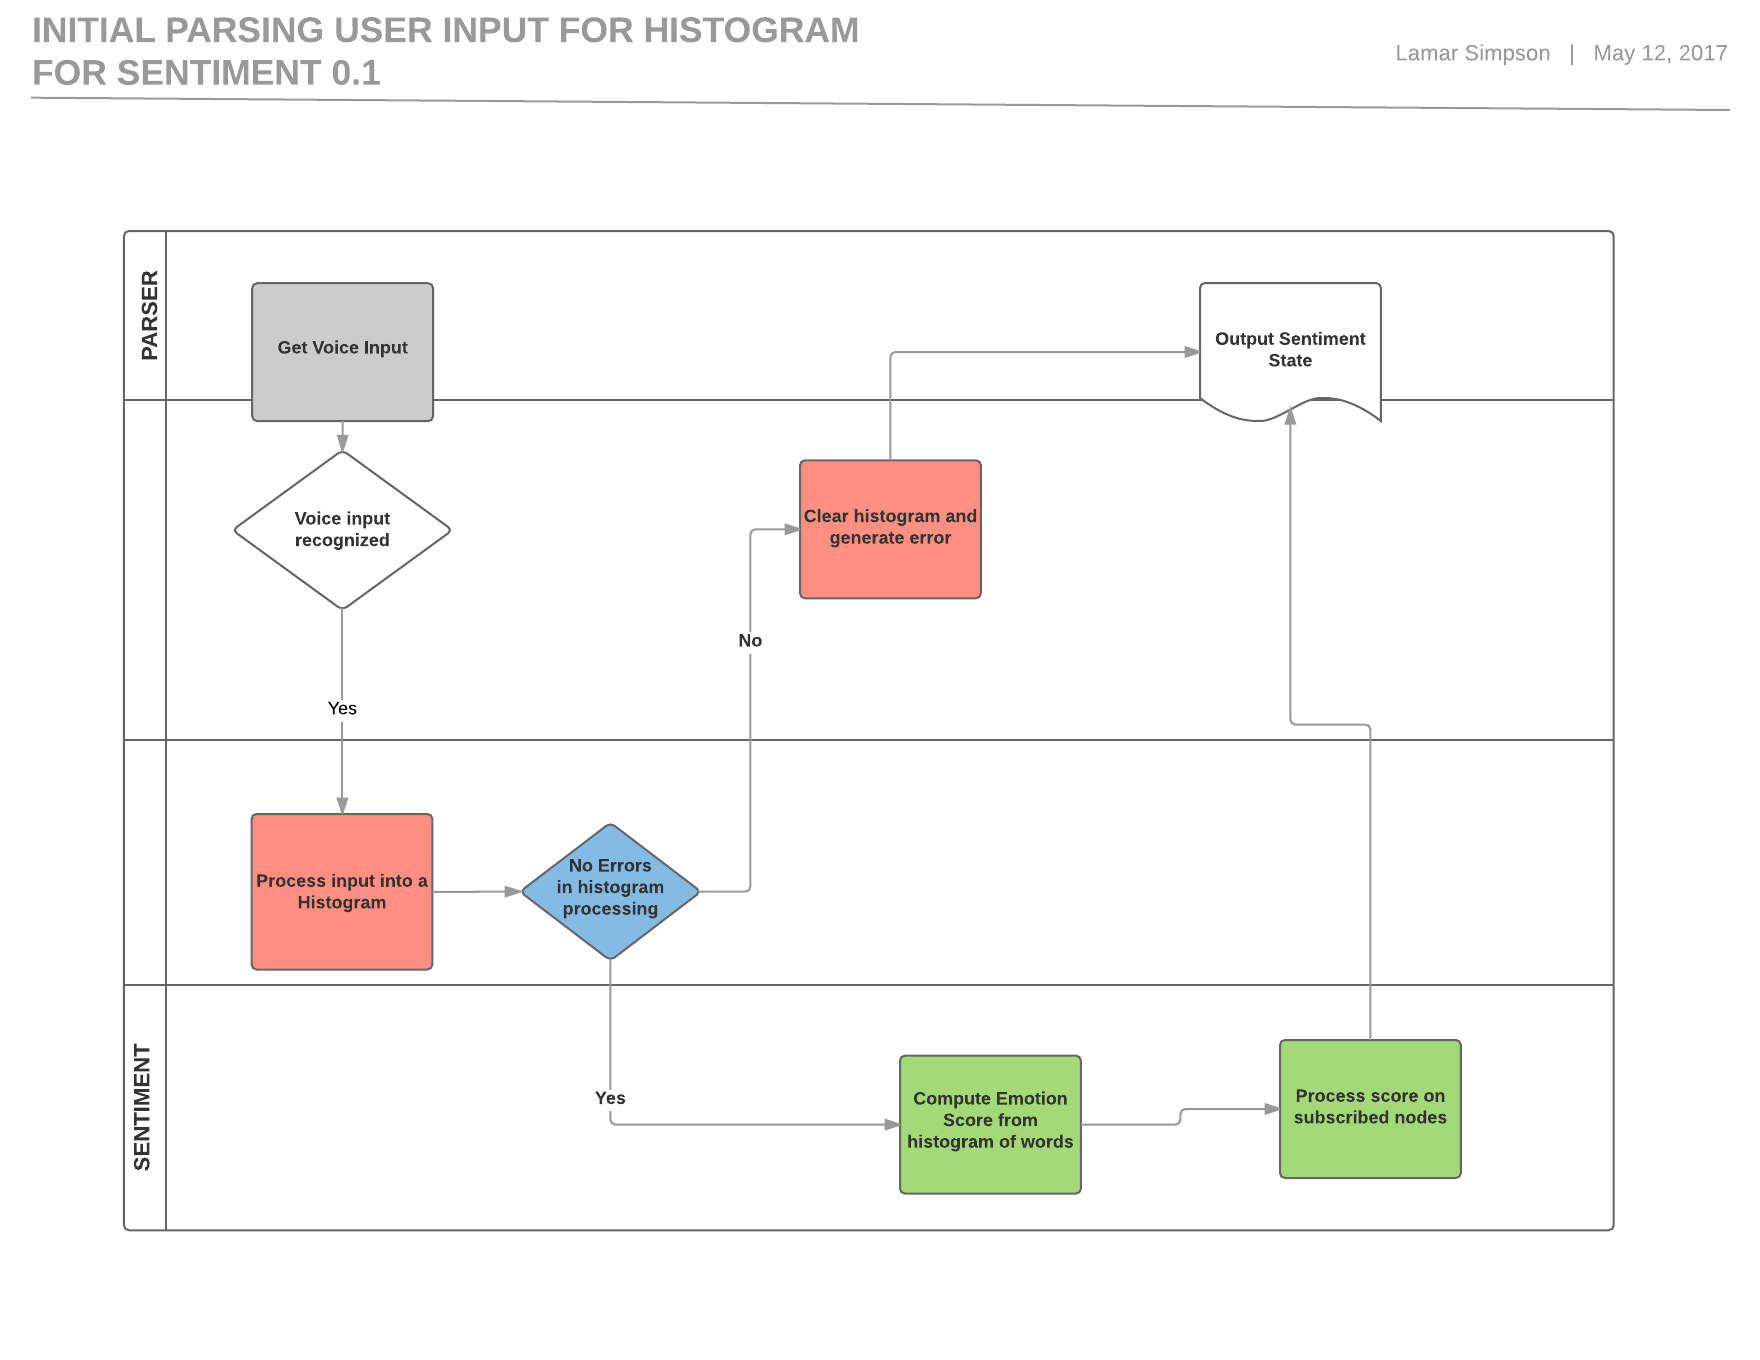 INITIAL PARSING USER INPUT FOR HISTOGRAM
FOR SENTIMENT 0.1
Lamar Simpson | May 12, 2017
PARSER
Get Voice Input
Output Sentiment
State
Voice input
recognized
Clear histogram and
generate error
No
Yes
Process input into a
Histogram
No Errors
in histogram
processing
SENTIMENT
Yes
Compute Emotion
Score from
histogram of words
Process score on
subscribed nodes